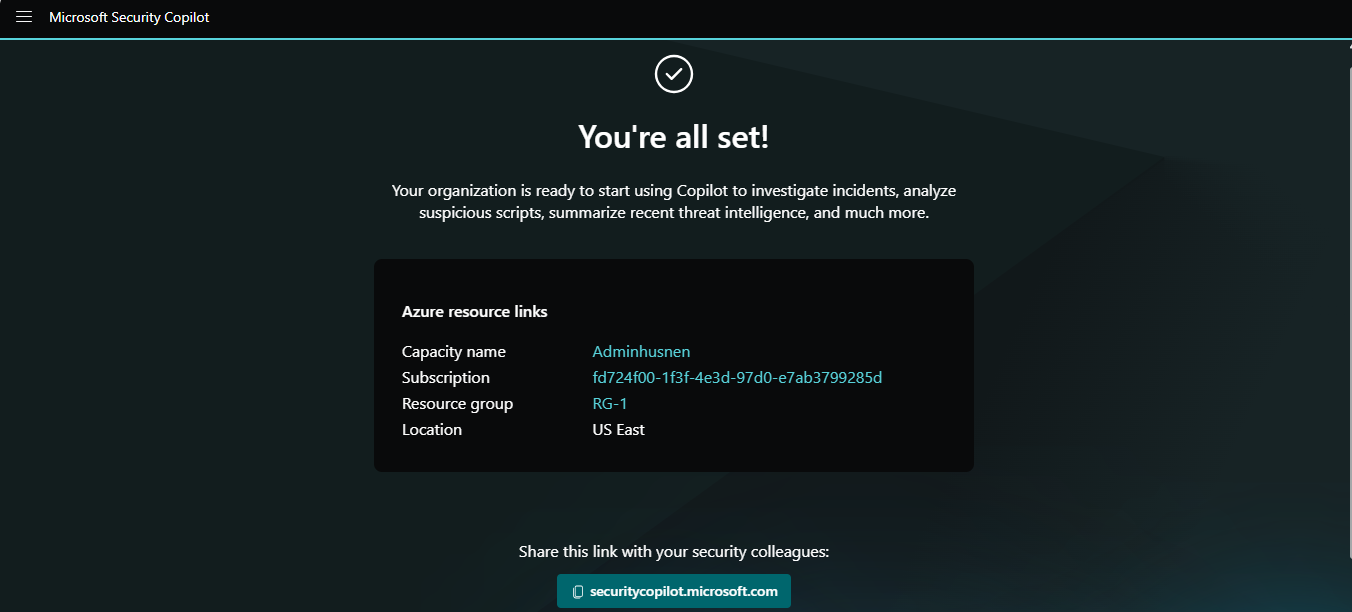 Microsoft Security Copilot
You're all set!
Your organization is ready to start using Copilot to investigate incidents, analyze
suspicious scripts, summarize recent threat intelligence, and much more.
Azure resource links
Capacity name Adminhusnen
Subscription fd724f00-1f3f-4e3d-97d0-e7ab3799285d
Resource group RG-1
Location US East
Share this link with your security colleagues:
securitycopilot.microsoft.com